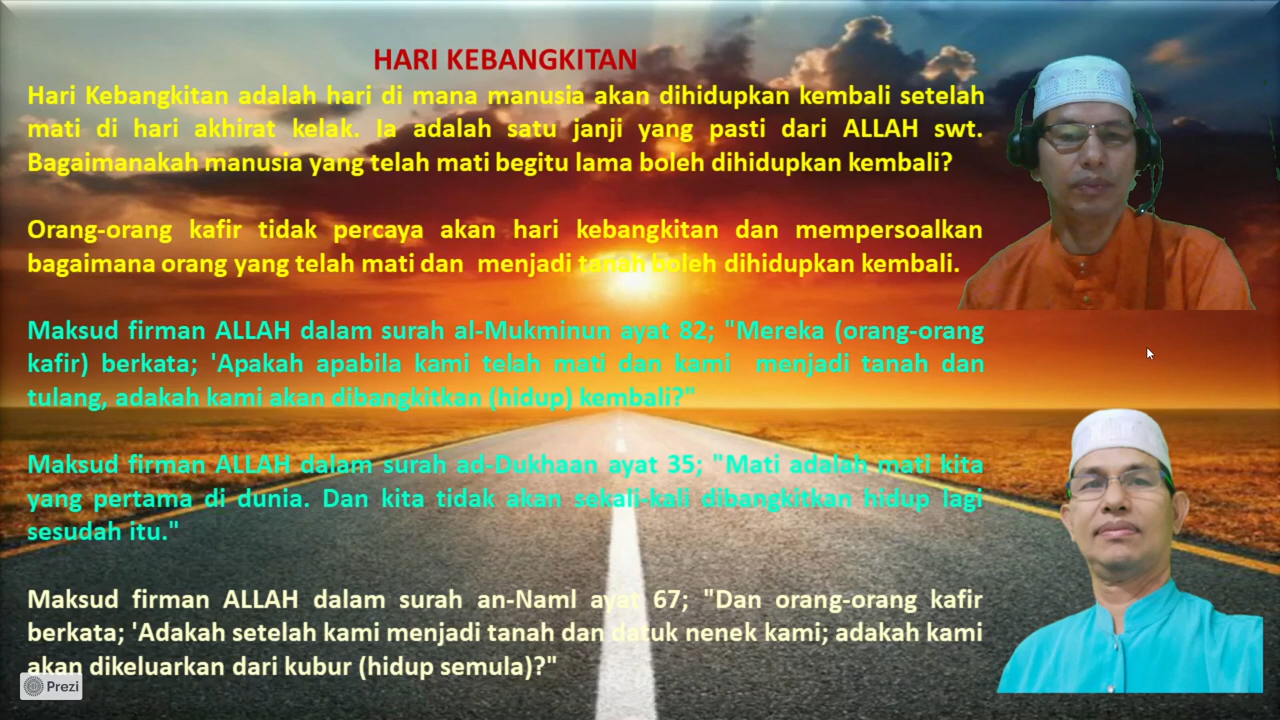 HARI KEBANGKITAN
Hari Kebangkitan adalah hari di mana manusia akan dihidupkan kembali setelah
mati di hari akhirat kelak. Ia adalah satu janji yang pasti dari ALLAH swt.
Bagaimanakah manusia yang telah mati begitu lama boleh dihidupkan kembali?
Orang-orang kafir tidak percaya akan hari kebangkitan dan mempersoalkan
bagaimana orang yang telah mati dan menjadi tanah boleh dihidupkan kembali.
Maksud firman ALLAH dalam surah al-Mukminun ayat 82; "Mereka (orang-orang
kafir) berkata; 'Apakah apabila kami telah mati dan kami menjadi tanah dan
tulang, adakah kami akan dibangkitkan (hidup) kembali?"
Maksud firman ALLAH dalam surah ad-Dukhaan ayat 35; "Mati adalah mati kita
yang pertama di dunia. Dan kita tidak akan sekali-kali dibangkitkan hidup lagi
sesudah itu."
Maksud firman ALLAH dalam surah an-Naml ayat 67; "Dan orang-orang kafir
berkata; 'Adakah setelah kami menjadi tanah dan datuk nenek kami; adakah kami
akan dikeluarkan dari kubur (hidup semula)?"
Prezi